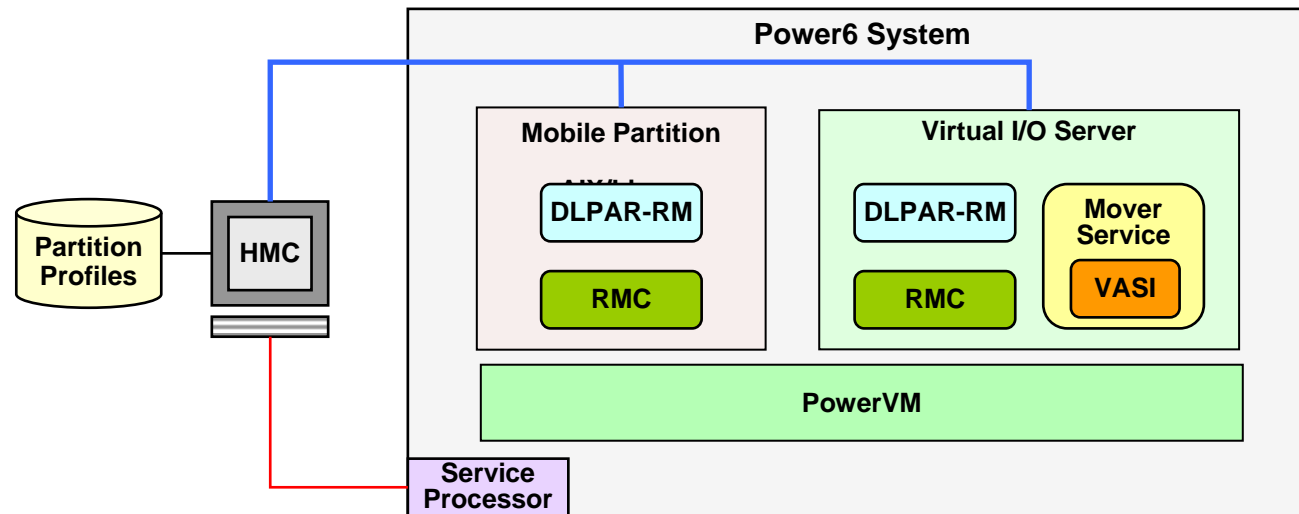 Power6 System
Mobile Partition
Virtual I/O Server
DLPAR-RM
DLPAR-RM
Mover
Service
Partition
Profiles
HMC
RMC
RMC
VASI
PowerVM
Service
Processor